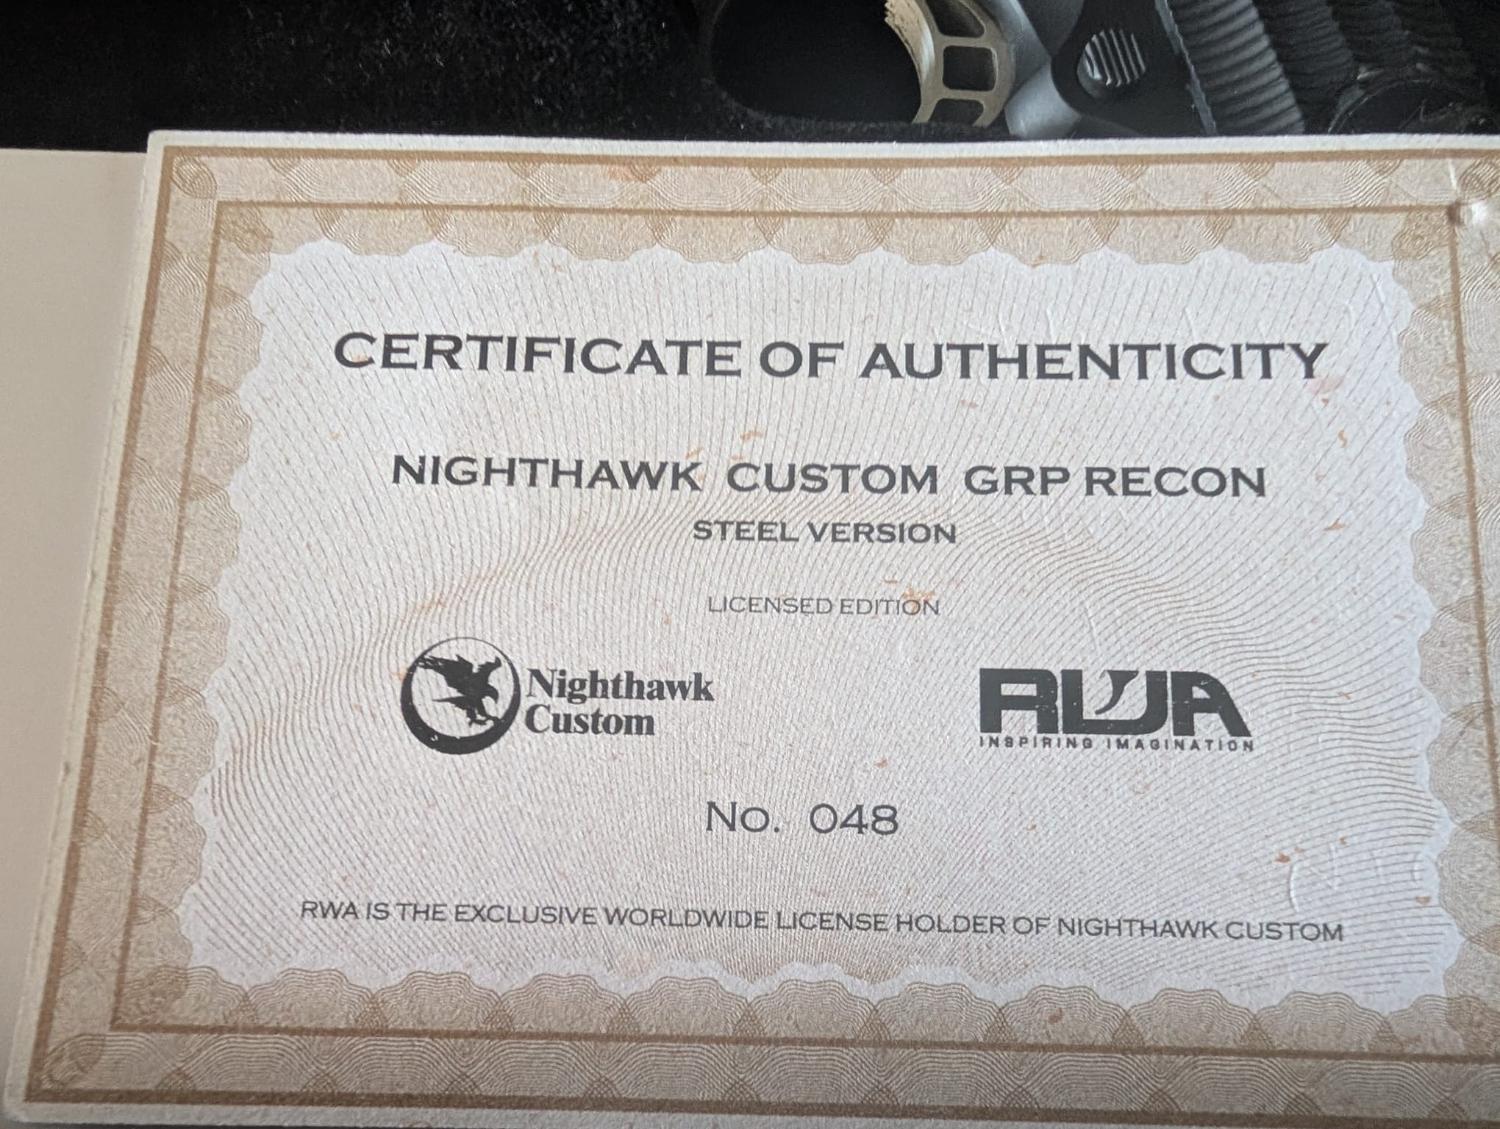 CERTIFICATE OF AUTHENTICITY
NIGHTHAWK CUSTOM GRP RECON
STEEL VERSION
LICENSED EDITION
Nighthawk
Custom
RWA
INSPIRING IMAGINATION
No. 048
RWA IS THE EXCLUSIVE WORLDWIDE LICENSE HOLDER OF NIGHTHAWK CUSTOM